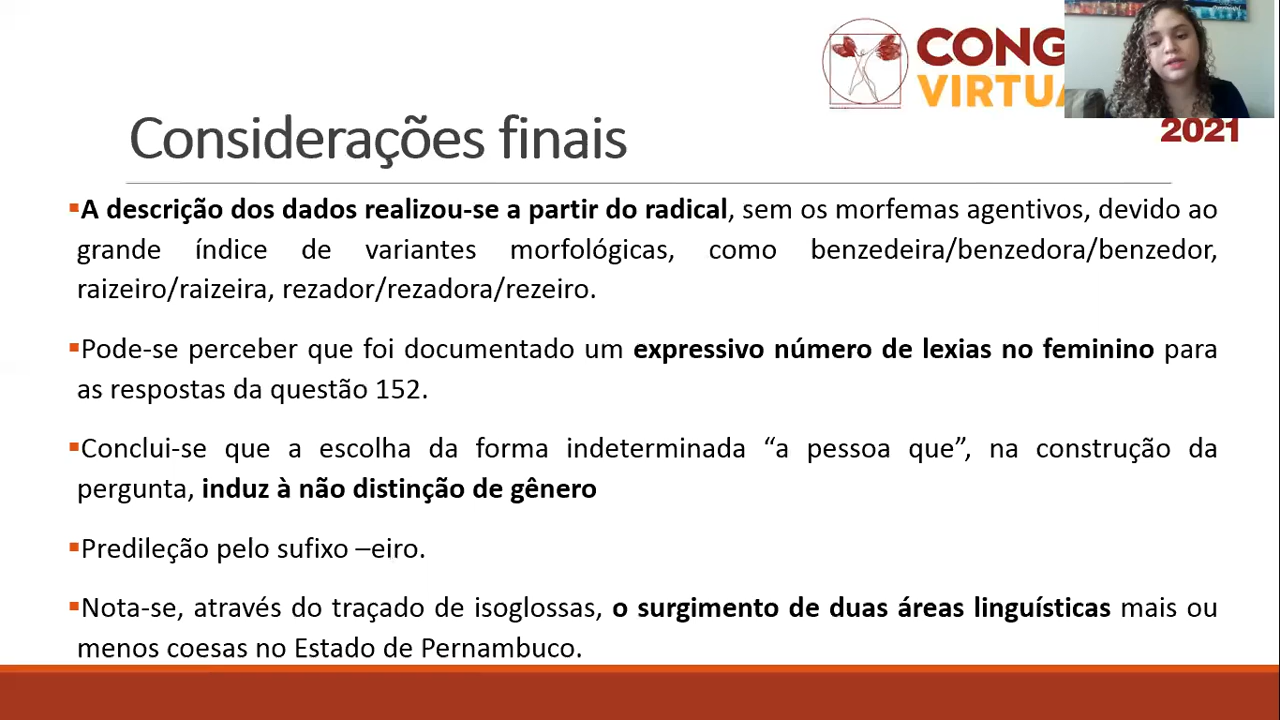 CONG
VIRTU
2021
Considerações finais
▪A descrição dos dados realizou-se a partir do radical, sem os morfemas agentivos, devido ao
grande índice de variantes morfológicas, como benzedeira/benzedora/benzedor,
raizeiro/raizeira, rezador/rezadora/rezeiro.
▪Pode-se perceber que foi documentado um expressivo número de lexias no feminino para
as respostas da questão 152.
▪Conclui-se que a escolha da forma indeterminada “a pessoa que”, na construção da
pergunta, induz à não distinção de gênero
▪Predileção pelo sufixo –eiro.
▪Nota-se, através do traçado de isoglossas, o surgimento de duas áreas linguísticas mais ou
menos coesas no Estado de Pernambuco.